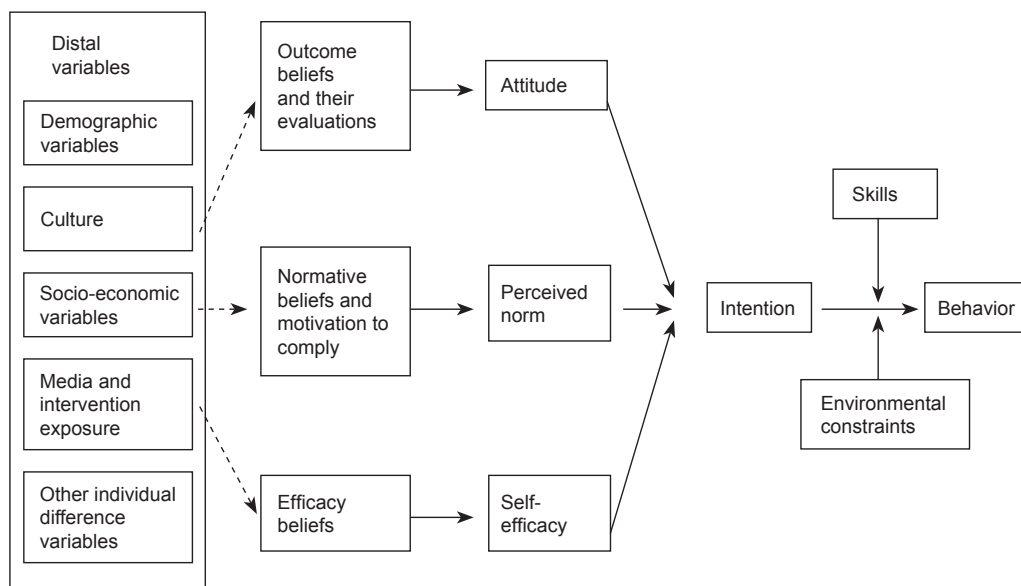 Distal
variables
Demographic
variables
Culture
Socio-economic
variables
Media and
intervention
exposure
Other individual
difference
variables
Outcome
beliefs
and their
evaluations
Normative
beliefs and
motivation to
comply
Efficacy
beliefs
Attitude
Perceived
norm
Self-
efficacy
Intention
Skills
Environmental
constraints
Behavior